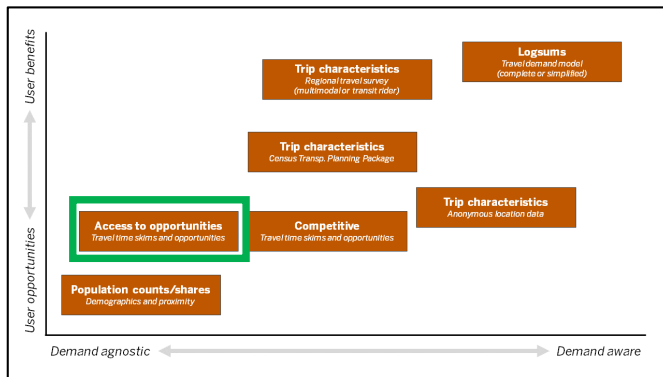 User benefits
User opportunities
Logsums
Travel demand model
(complete or simplified)
Trip characteristics
Regional travel survey
(multimodal or transit rider)
Trip characteristics
Census Transp. Planning Package
Trip characteristics
Anonymous location data
Access to opportunities
Travel time skims and opportunities
Competitive
Travel time skims and opportunities
Population counts/shares
Demographics and proximity
Demand agnostic
Demand aware